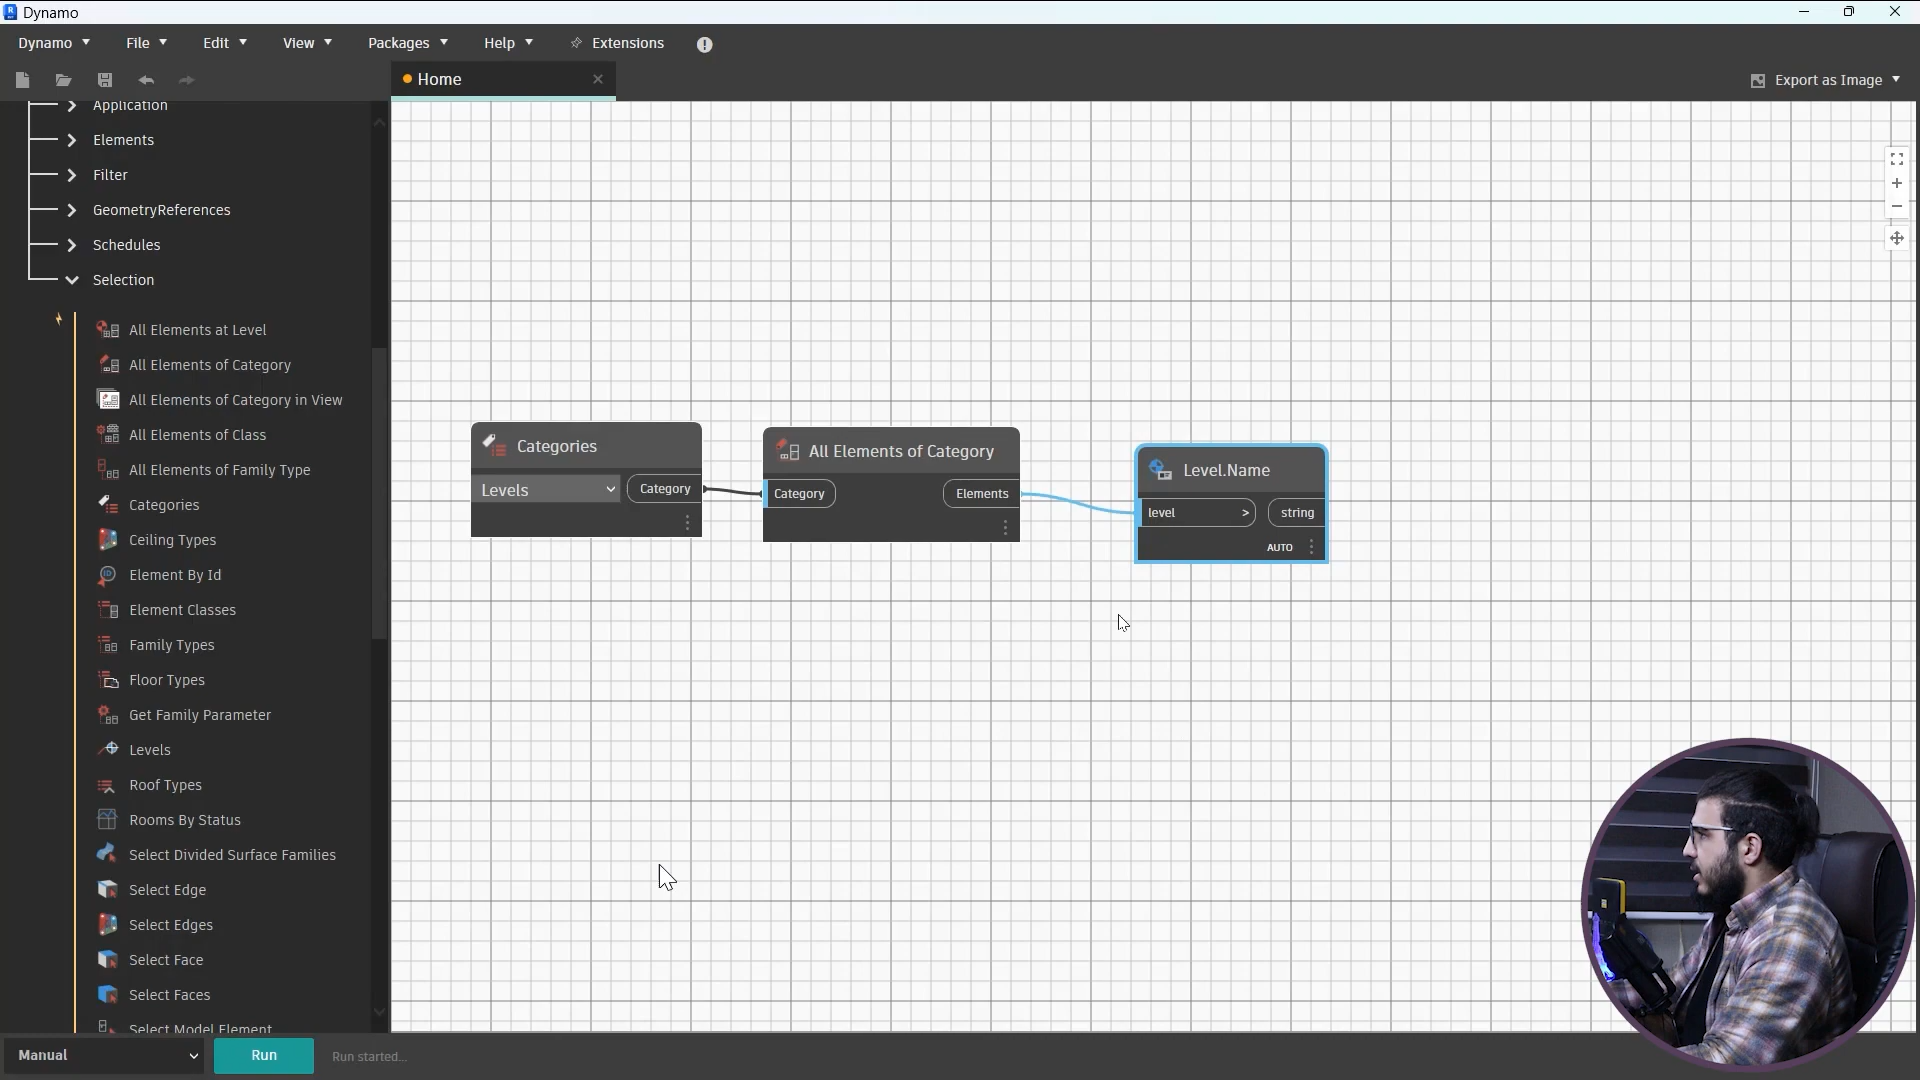 Dynamo
Dynamo File Edit View Packages Help Extensions
Home
Export as Image
Application
Elements
Filter
GeometryReferences
Schedules
Selection
All Elements at Level
All Elements of Category
All Elements of Category in View
All Elements of Class
All Elements of Family Type
Categories
Ceiling Types
Element By Id
Element Classes
Family Types
Floor Types
Get Family Parameter
Levels
Roof Types
Rooms By Status
Select Divided Surface Families
Select Edge
Select Edges
Select Face
Select Faces
Select Model Element
Categories
Levels Category
All Elements of Category
Category Elements
Level.Name
level > string
AUTO
Manual Run Run started...